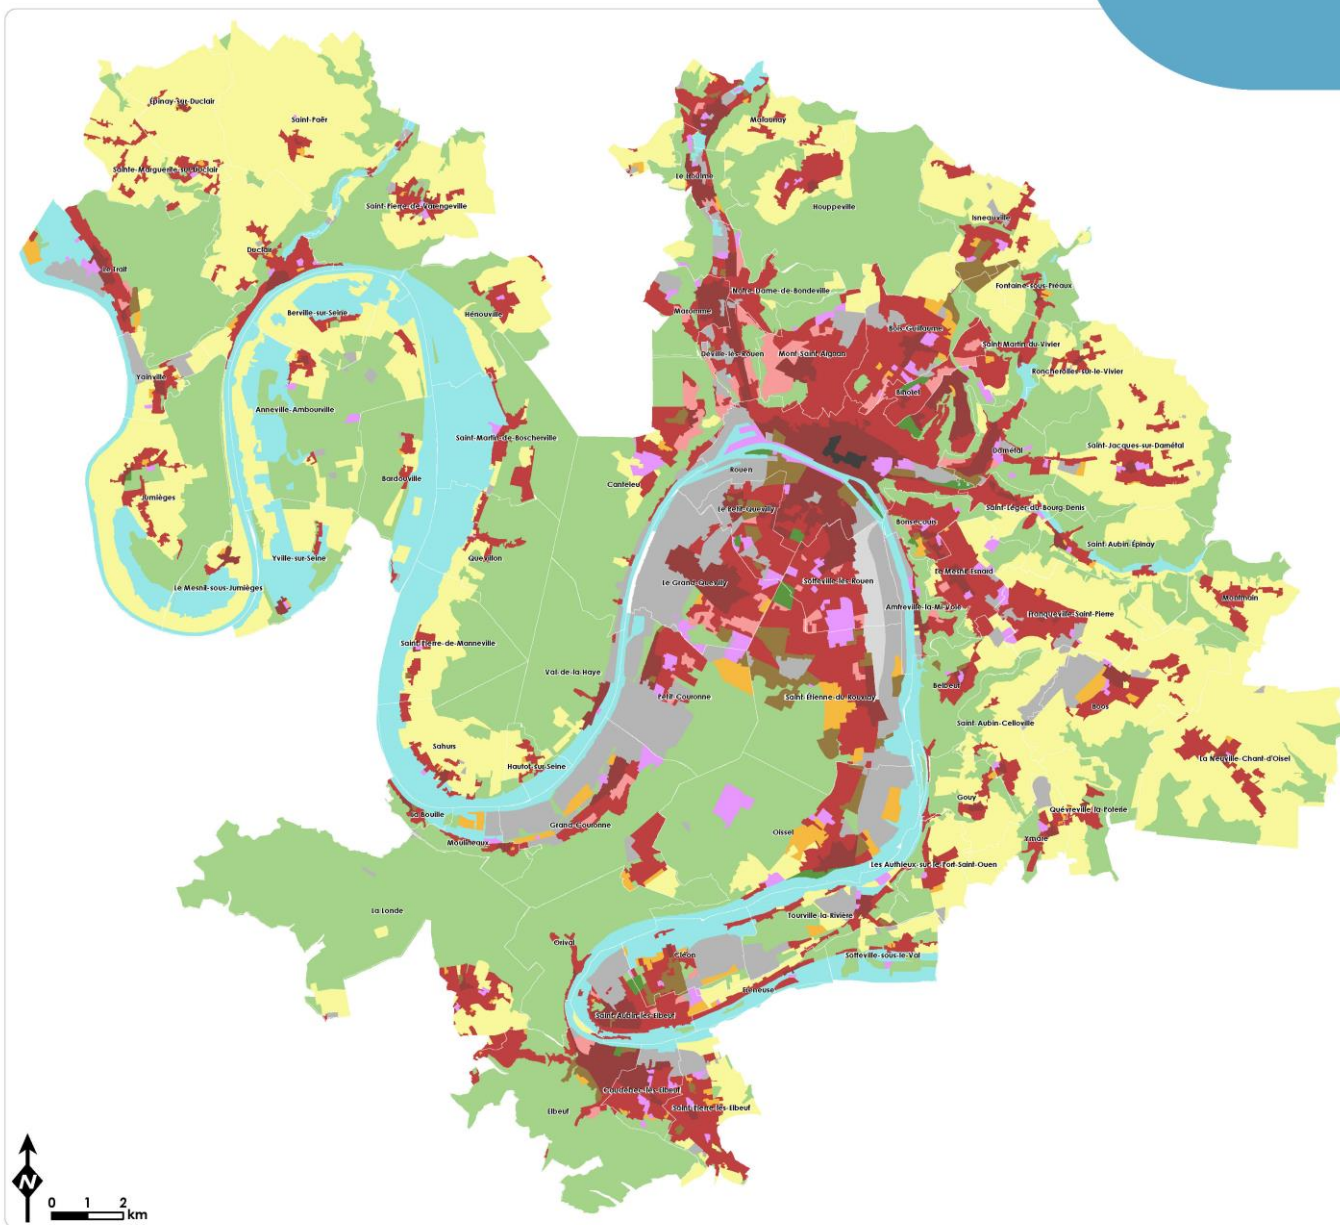 Épinay-sur-Duclair
Saint-Paër
Sainte-Marguerite-sur-Duclair
Saint-Pierre-de-Varengeville
Duclair
Le Trait
Malaunay
Le Houlme
Houppeville
Isneauville
Fontaine-sous-Préaux
Berville-sur-Seine
Hénouville
Notre-Dame-de-Bondeville
Maromme
Bois-Guillaume
Saint-Martin-du-Vivier
Déville-lès-Rouen
Mont-Saint-Aignan
Roncherolles-sur-le-Vivier
Yainville
Bihorel
Anneville-Ambourville
Saint-Martin-de-Boscherville
Saint-Jacques-sur-Darnétal
Darnétal
Rouen
Bardouville
Canteleu
Jumièges
Le Petit-Quevilly
Saint-Léger-du-Bourg-Denis
Bonsecours
Saint-Aubin-Épinay
Quevillon
Yville-sur-Seine
Le Mesnil-Esnard
Le Mesnil-sous-Jumièges
Le Grand-Quevilly
Sotteville-lès-Rouen
Montmain
Amfreville-la-Mi-Voie
Franqueville-Saint-Pierre
Saint-Pierre-de-Manneville
Val-de-la-Haye
Belbeuf
Petit-Couronne
Saint-Étienne-du-Rouvray
Boos
Saint-Aubin-Celloville
Sahurs
Hautot-sur-Seine
La Neuville-Chant-d'Oisel
Gouy
Quévreville-la-Poterie
La Bouille
Grand-Couronne
Oissel
Ymare
Moulineaux
Les Authieux-sur-le-Port-Saint-Ouen
La Londe
Tourville-la-Rivière
Orival
Cléon
Sotteville-sous-le-Val
Freneuse
Saint-Aubin-lès-Elbeuf
Caudebec-lès-Elbeuf
Elbeuf
Saint-Pierre-lès-Elbeuf
N
0 1 2
km